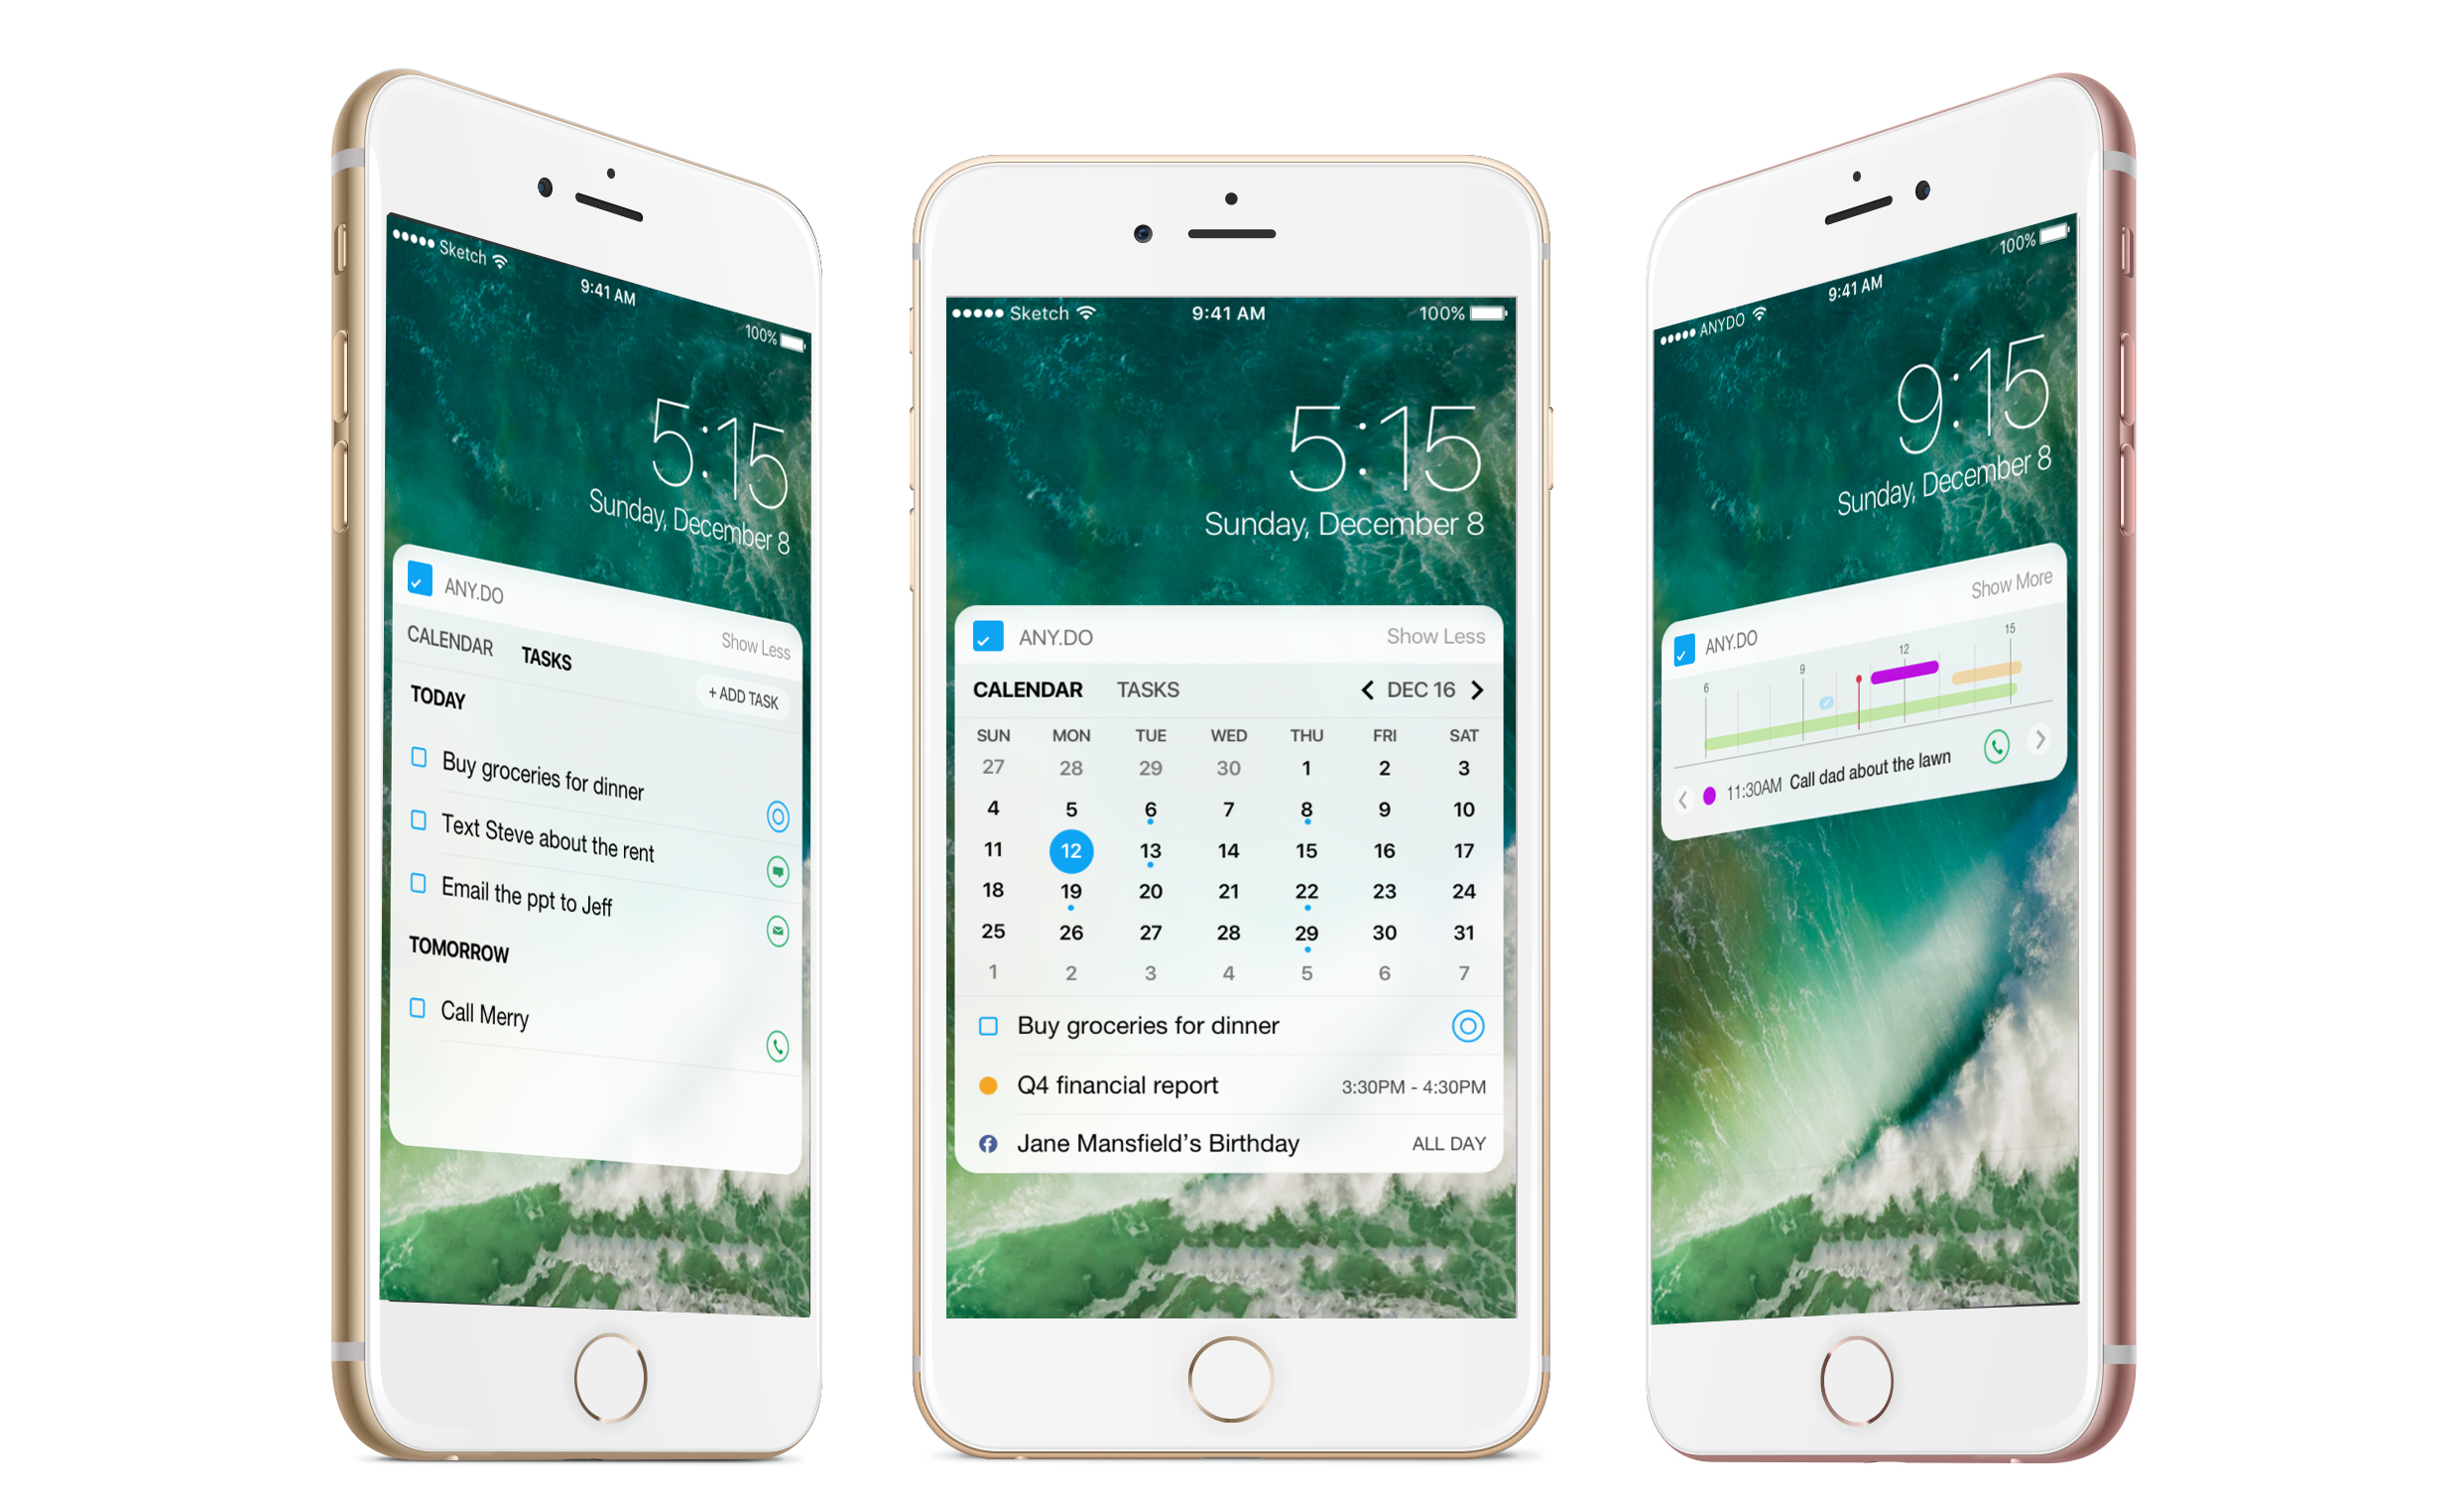 Sketch
9:41 AM
100%
5:15
Sunday, December 8
ANY.DO
Show Less
CALENDAR TASKS
+ ADD TASK
TODAY
Buy groceries for dinner
Text Steve about the rent
Email the ppt to Jeff
TOMORROW
Call Merry
Sketch 9:41 AM 100%
5:15
Sunday, December 8
ANY.DO Show Less
CALENDAR TASKS DEC 16
SUN MON TUE WED THU FRI SAT
27 28 29 30 1 2 3
4 5 6 7 8 9 10
11 12 13 14 15 16 17
18 19 20 21 22 23 24
25 26 27 28 29 30 31
1 2 3 4 5 6 7
Buy groceries for dinner
Q4 financial report 3:30PM - 4:30PM
Jane Mansfield's Birthday ALL DAY
ANYDO
9:41 AM
100%
9:15
Sunday, December 8
ANY.DO
Show More
6 9 12 15
11:30AM Call dad about the lawn